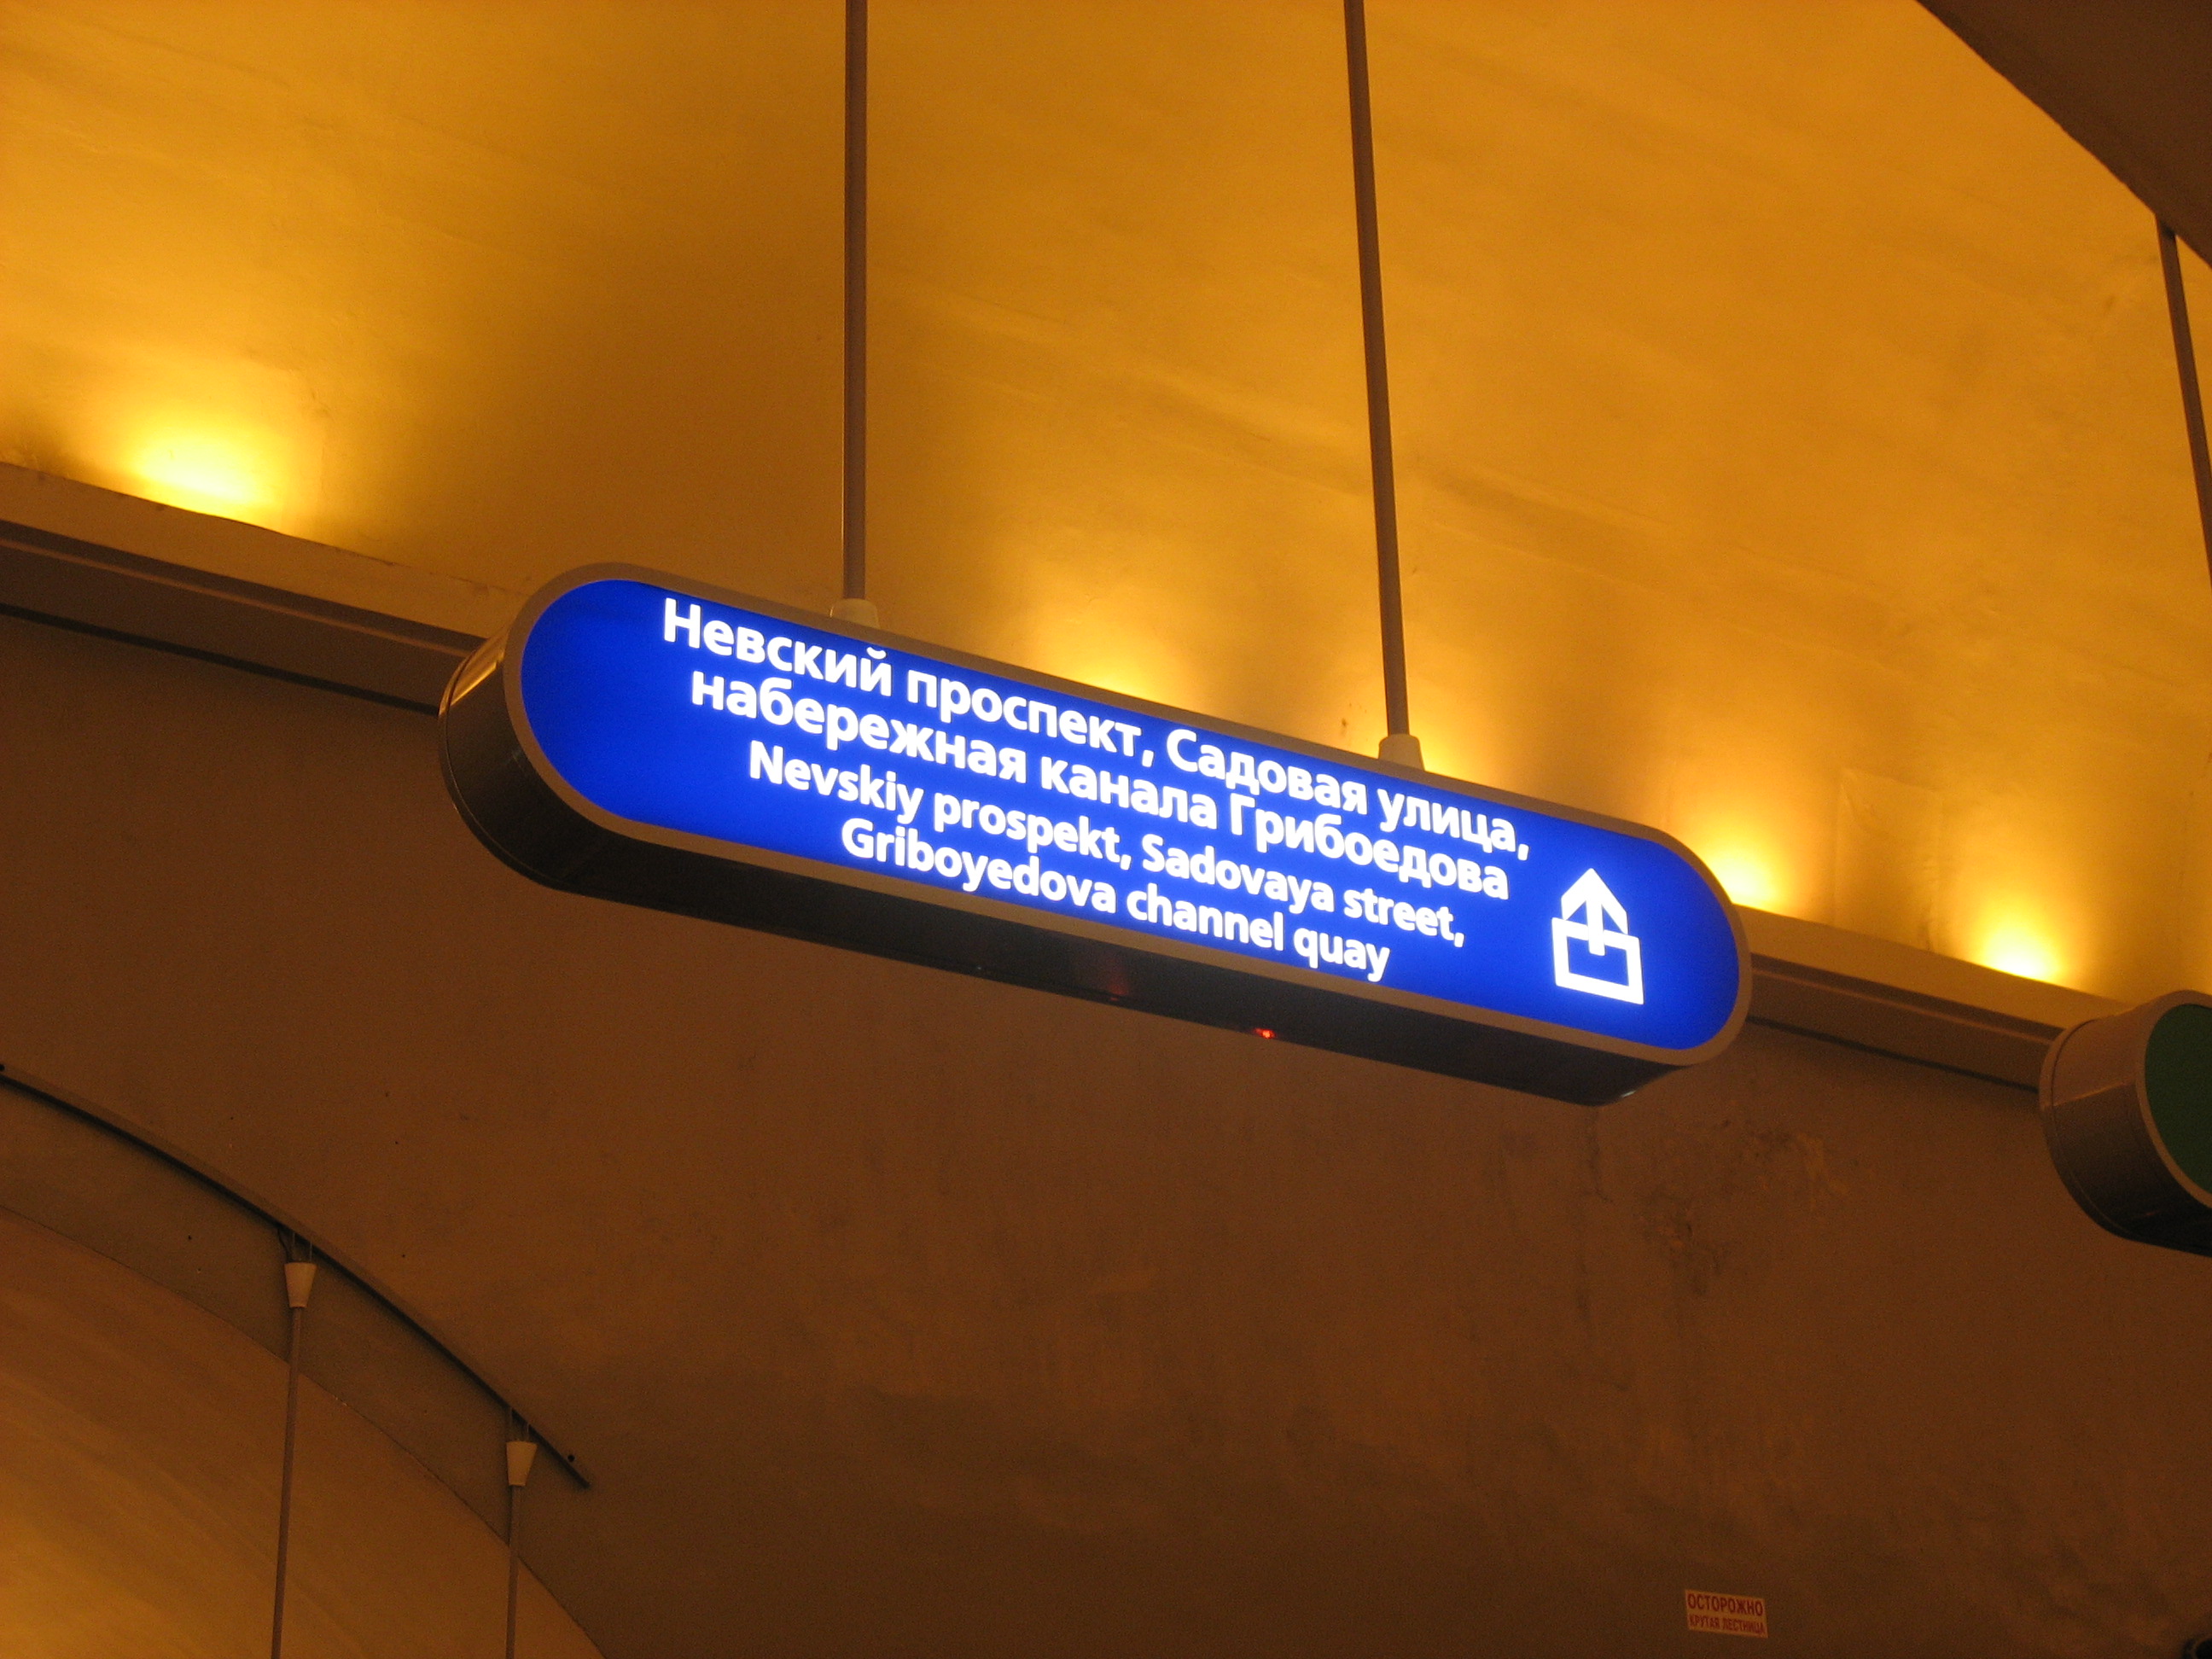 Невский проспект, Садовая улица,
набережная канала Грибоедова
Nevskiy prospekt, Sadovaya street,
Griboyedova channel quay
ОСТОРОЖНО
КРУТАЯ ЛЕСТНИЦА